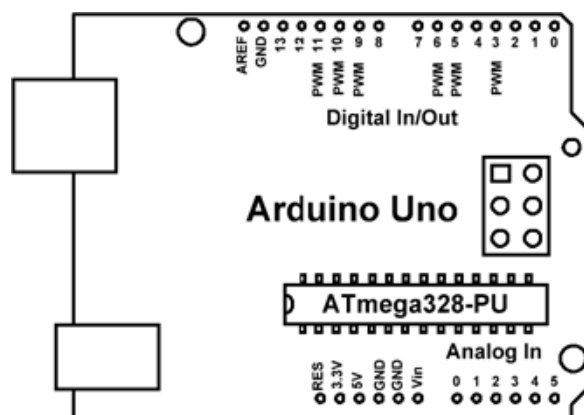 AREF GND 13 12 11 10 9 8 7 6 5 4 3 2 1 0
PWM PWM PWM PWM PWM PWM
Digital In/Out
Arduino Uno
ATmega328-PU
Analog In
RES 3.3V 5V GND GND Vin 0 1 2 3 4 5